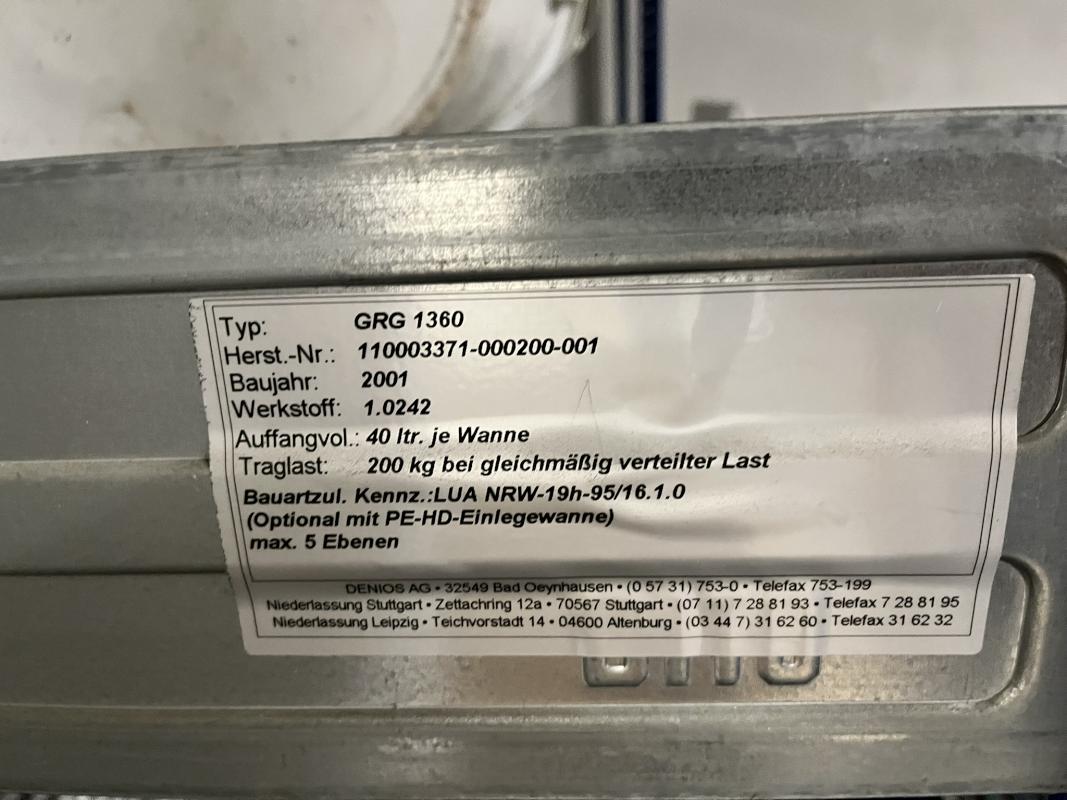 Typ: GRG 1360
Herst.-Nr.: 110003371-000200-001
Baujahr: 2001
Werkstoff: 1.0242
Auffangvol.: 40 ltr. je Wanne
Traglast: 200 kg bei gleichmäßig verteilter Last
Bauartzul. Kennz.:LUA NRW-19h-95/16.1.0
(Optional mit PE-HD-Einlegewanne)
max. 5 Ebenen
DENIOS AG • 32549 Bad Oeynhausen • (0 57 31) 753-0 • Telefax 753-199
Niederlassung Stuttgart • Zettachring 12a • 70567 Stuttgart • (07 11) 7 28 81 93 • Telefax 7 28 81 95
Niederlassung Leipzig • Teichvorstadt 14 • 04600 Altenburg • (03 44 7) 31 62 60 • Telefax 31 62 32